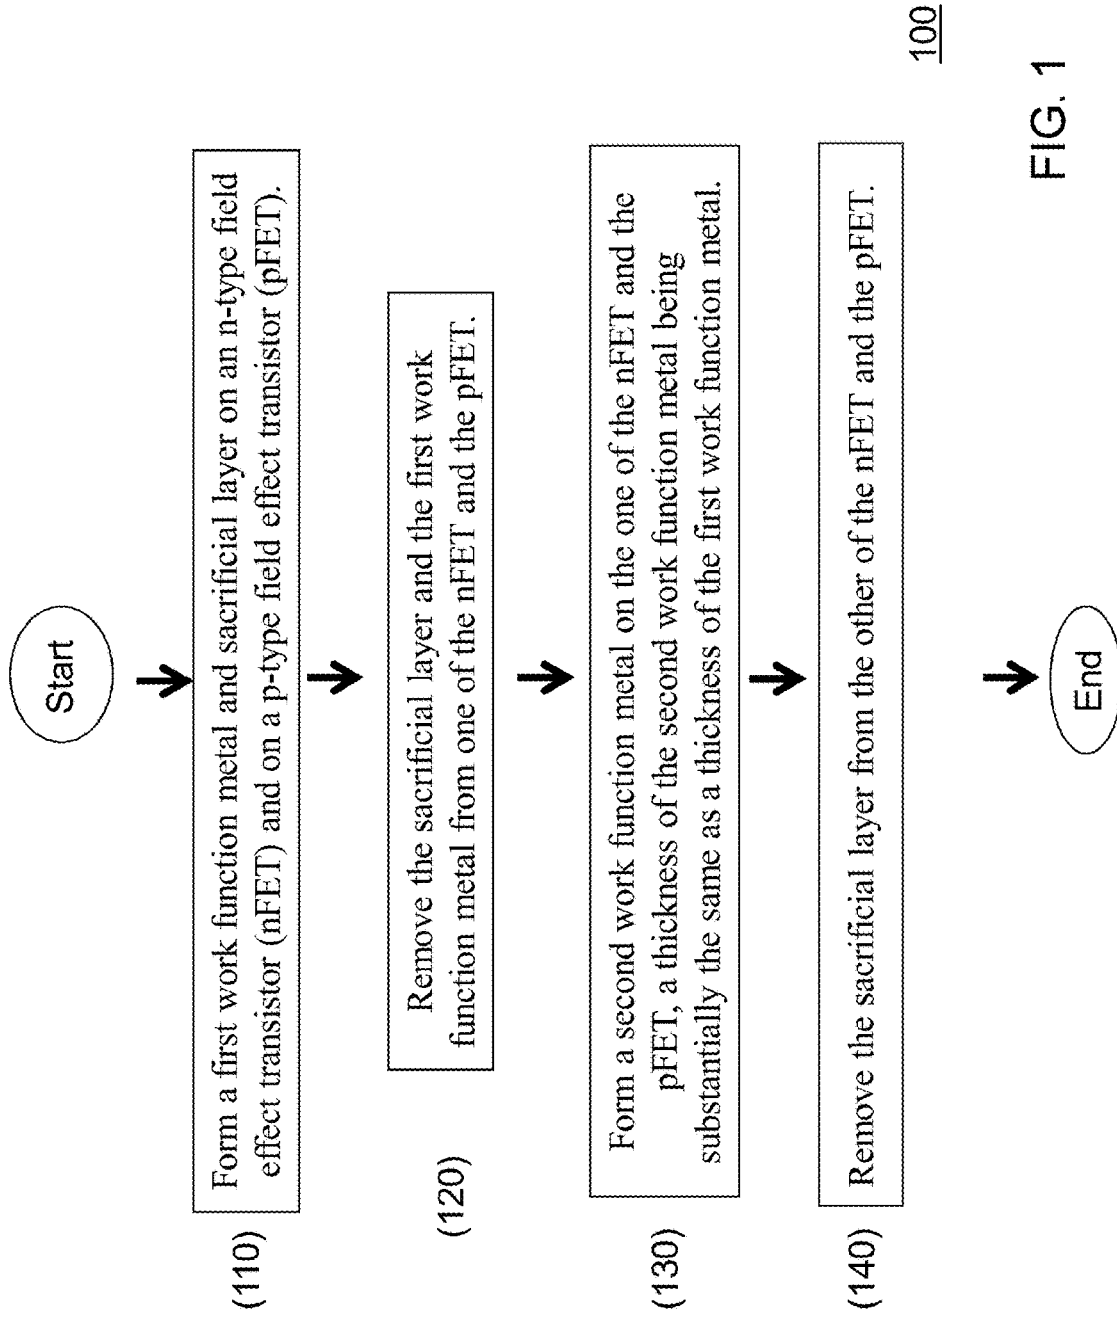 Start
(110)
Form a first work function metal and sacrificial layer on an n-type field
effect transistor (nFET) and on a p-type field effect transistor (pFET).
(120)
Remove the sacrificial layer and the first work
function metal from one of the nFET and the pFET.
(130)
Form a second work function metal on the one of the nFET and the
pFET, a thickness of the second work function metal being
substantially the same as a thickness of the first work function metal.
(140)
Remove the sacrificial layer from the other of the nFET and the pFET.
End
100
FIG. 1